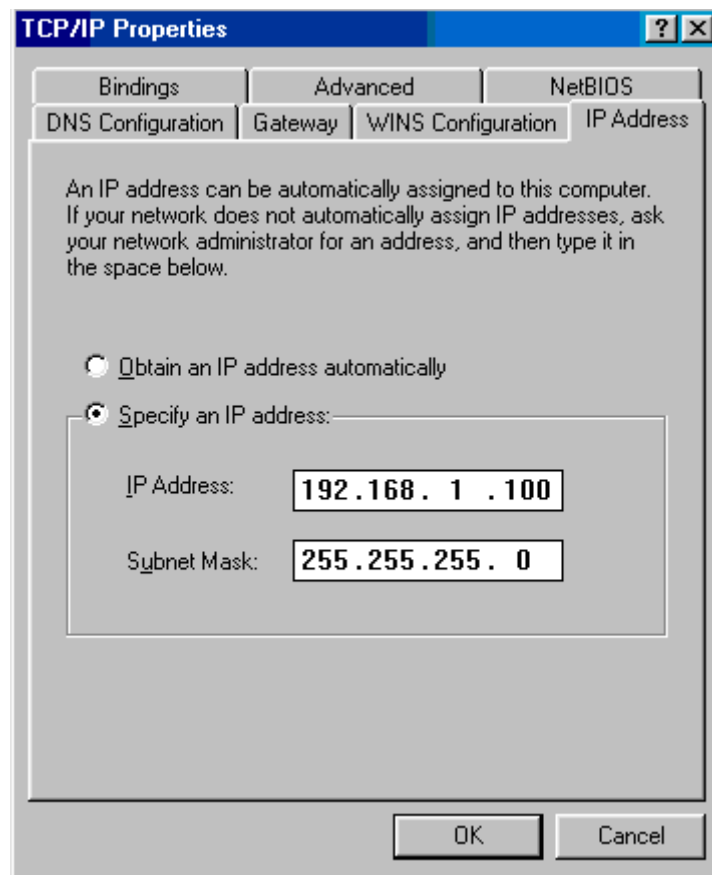 TCP/IP Properties
Bindings Advanced NetBIOS
DNS Configuration Gateway WINS Configuration IP Address
An IP address can be automatically assigned to this computer.
If your network does not automatically assign IP addresses, ask
your network administrator for an address, and then type it in
the space below.
Obtain an IP address automatically
Specify an IP address:
IP Address: 192.168. 1 .100
Subnet Mask: 255.255.255. 0
OK Cancel